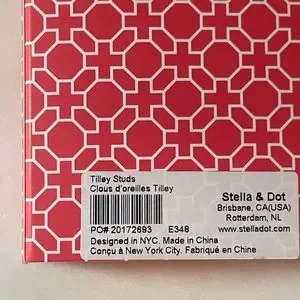 Tilley Studs
Clous d'oreilles Tilley
Stella & Dot
Brisbane, CA(USA)
Rotterdam, NL
PO# 20172693 E348 www.stelladot.com
Designed in NYC. Made in China
Conçu à New York City. Fabriqué en Chine